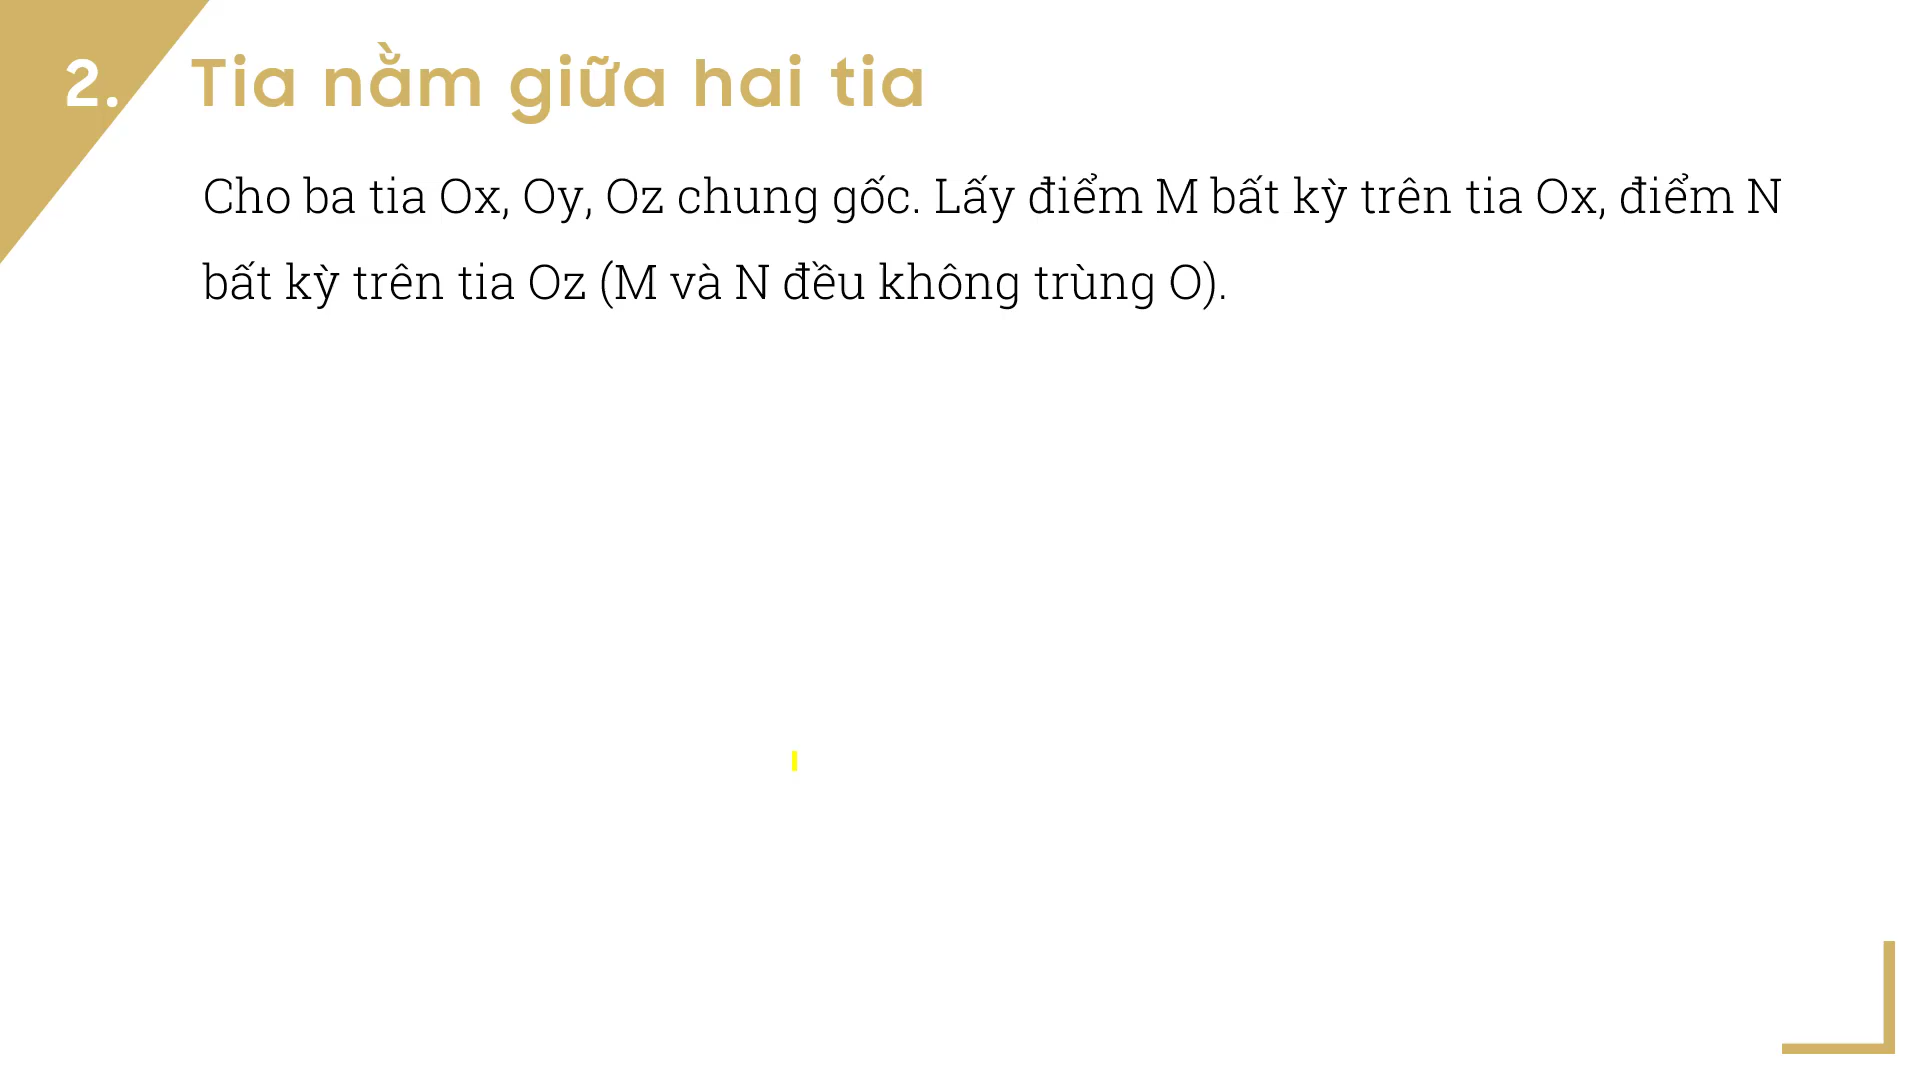 2. Tia nằm giữa hai tia
Cho ba tia Ox, Oy, Oz chung gốc. Lấy điểm M bất kỳ trên tia Ox, điểm N
bất kỳ trên tia Oz (M và N đều không trùng O).